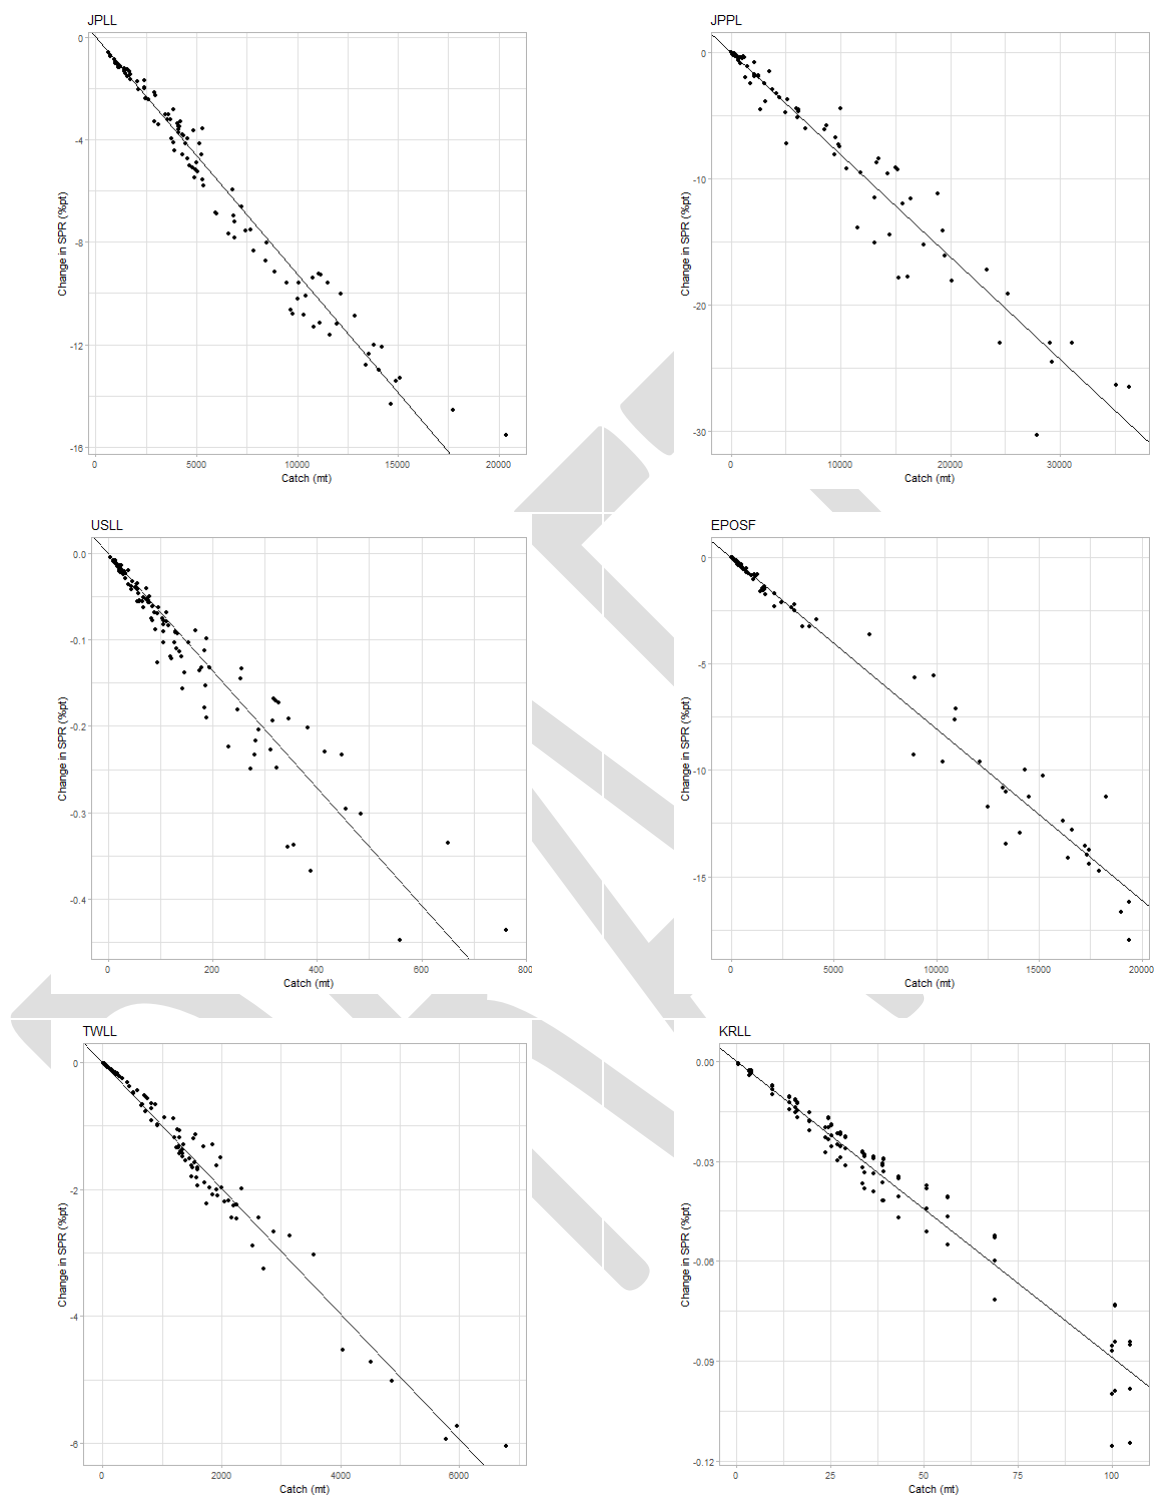 JPLL
0
-4
-8
-12
-16
Change in SPR (%pt)
0 5000 10000 15000 20000
Catch (mt)
JPPL
0
-10
-20
-30
Change in SPR (%pt)
0 10000 20000 30000
Catch (mt)
USLL
0.0
-0.1
-0.2
-0.3
-0.4
Change in SPR (%pt)
0 200 400 600 800
Catch (mt)
EPOSF
0
-5
-10
-15
Change in SPR (%pt)
0 5000 10000 15000 20000
Catch (mt)
TWLL
0
-2
-4
-6
Change in SPR (%pt)
0 2000 4000 6000
Catch (mt)
KRLL
0.00
-0.03
-0.06
-0.09
-0.12
Change in SPR (%pt)
0 25 50 75 100
Catch (mt)